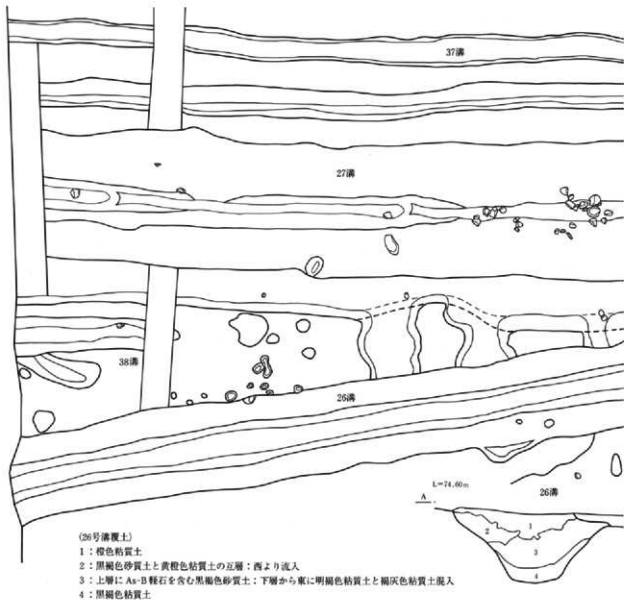 37溝
27溝
38溝
26溝
L=74.60m
A
26溝
1
2
3
4
(26号溝覆土)
1:橙色粘質土
2:黒褐色砂質土と黄橙色粘質土の互層:西より流入
3:上層にAs-B軽石を含む黒褐色砂質土:下層から東に明褐色粘質土と褐灰色粘質土混入
4:黒褐色粘質土